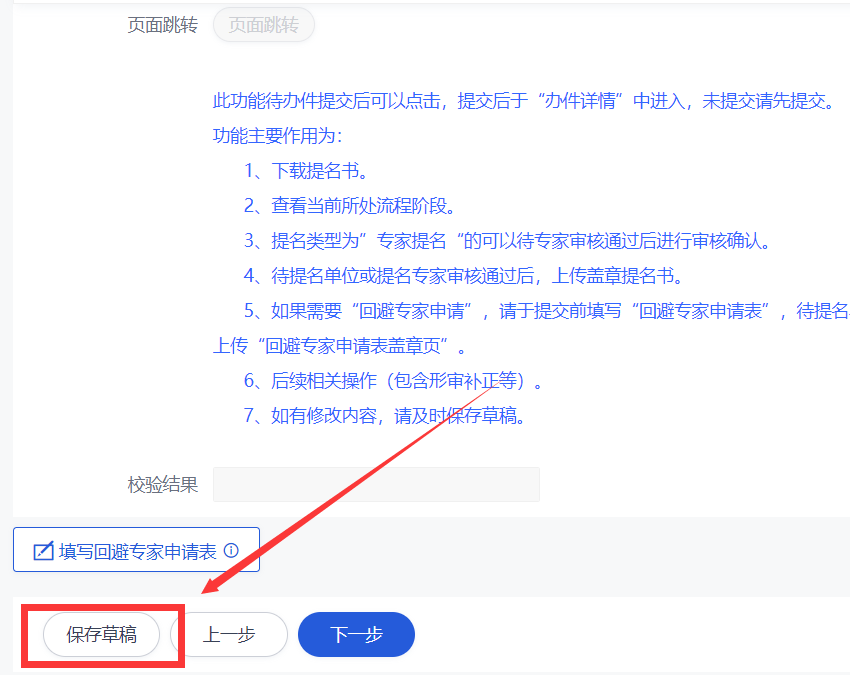 页面跳转 页面跳转
此功能待办件提交后可以点击，提交后于“办件详情”中进入，未提交请先提交。
功能主要作用为：
1、下载提名书。
2、查看当前所处流程阶段。
3、提名类型为”专家提名“的可以待专家审核通过后进行审核确认。
4、待提名单位或提名专家审核通过后，上传盖章提名书。
5、如果需要“回避专家申请”，请于提交前填写“回避专家申请表”，待提名
上传“回避专家申请表盖章页”。
6、后续相关操作（包含形审补正等）。
7、如有修改内容，请及时保存草稿。
校验结果
填写回避专家申请表
保存草稿 上一步 下一步